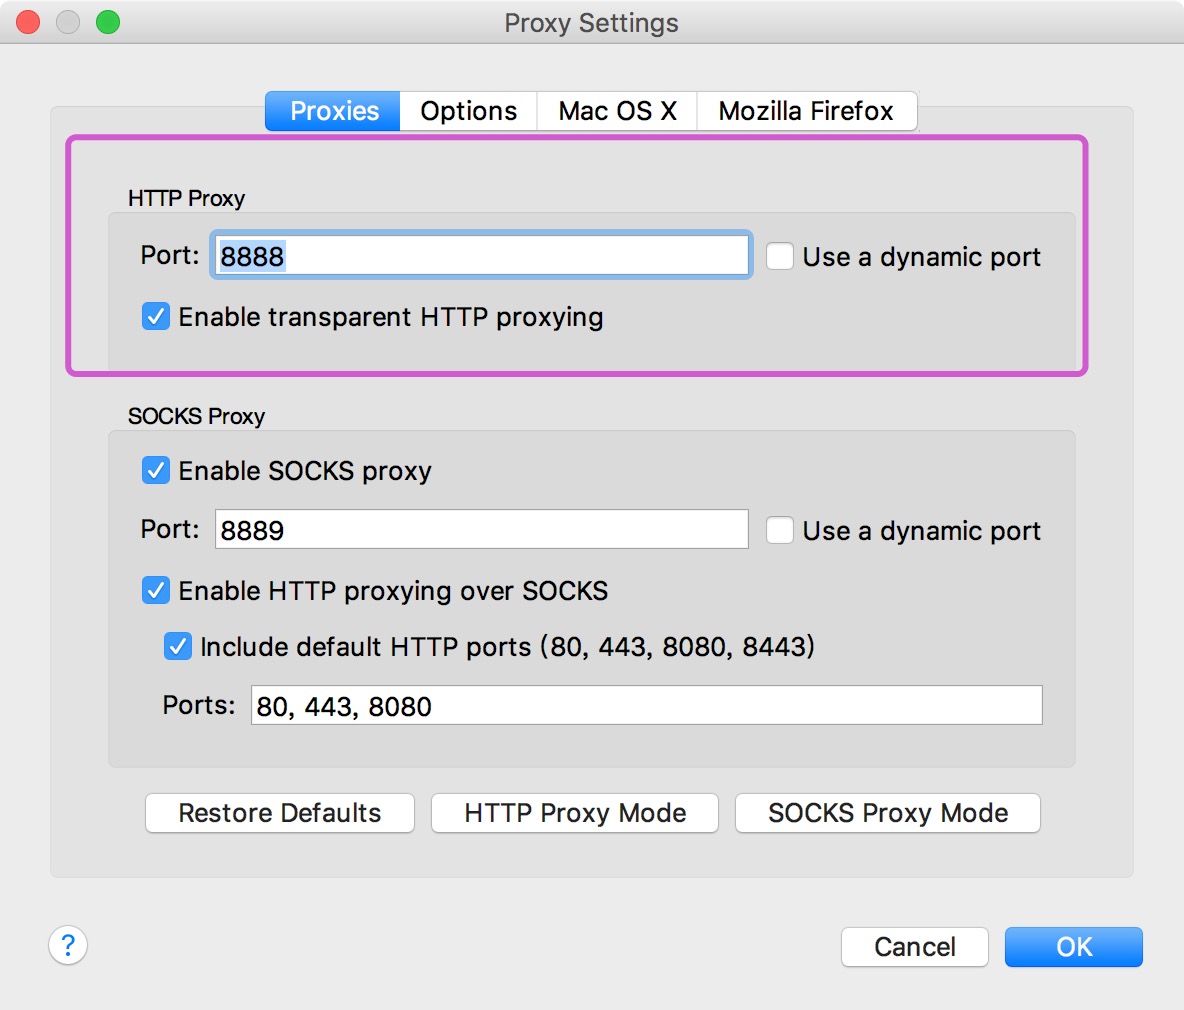 Proxy Settings
Proxies Options Mac OS X Mozilla Firefox
HTTP Proxy
Port: 8888 Use a dynamic port
Enable transparent HTTP proxying
SOCKS Proxy
Enable SOCKS proxy
Port: 8889 Use a dynamic port
Enable HTTP proxying over SOCKS
Include default HTTP ports (80, 443, 8080, 8443)
Ports: 80, 443, 8080
Restore Defaults HTTP Proxy Mode SOCKS Proxy Mode
? Cancel OK